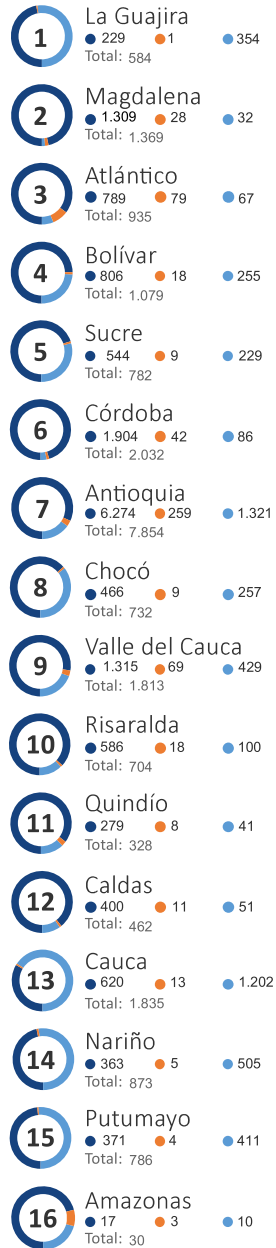 1
La Guajira
229 1 354
Total: 584
2
Magdalena
1.309 28 32
Total: 1.369
3
Atlántico
789 79 67
Total: 935
4
Bolívar
806 18 255
Total: 1.079
5
Sucre
544 9 229
Total: 782
6
Córdoba
1.904 42 86
Total: 2.032
7
Antioquia
6.274 259 1.321
Total: 7.854
8
Chocó
466 9 257
Total: 732
9
Valle del Cauca
1.315 69 429
Total: 1.813
10
Risaralda
586 18 100
Total: 704
11
Quindío
279 8 41
Total: 328
12
Caldas
400 11 51
Total: 462
13
Cauca
620 13 1.202
Total: 1.835
14
Nariño
363 5 505
Total: 873
15
Putumayo
371 4 411
Total: 786
16
Amazonas
17 3 10
Total: 30